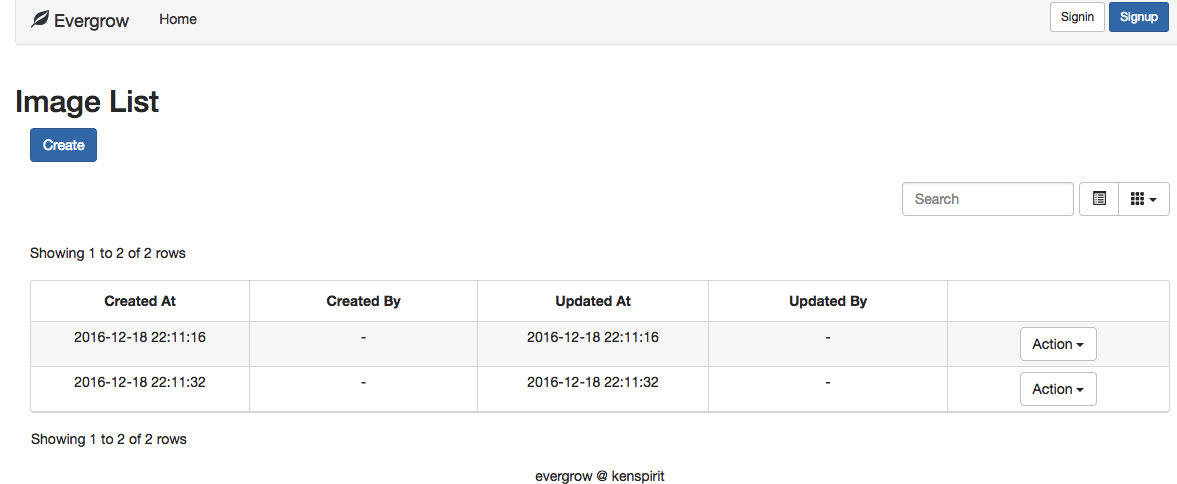 Evergrow Home Signin Signup
Image List
Create
Search
Showing 1 to 2 of 2 rows
Created At Created By Updated At Updated By
2016-12-18 22:11:16 - 2016-12-18 22:11:16 - Action
2016-12-18 22:11:32 - 2016-12-18 22:11:32 - Action
Showing 1 to 2 of 2 rows
evergrow @ kenspirit